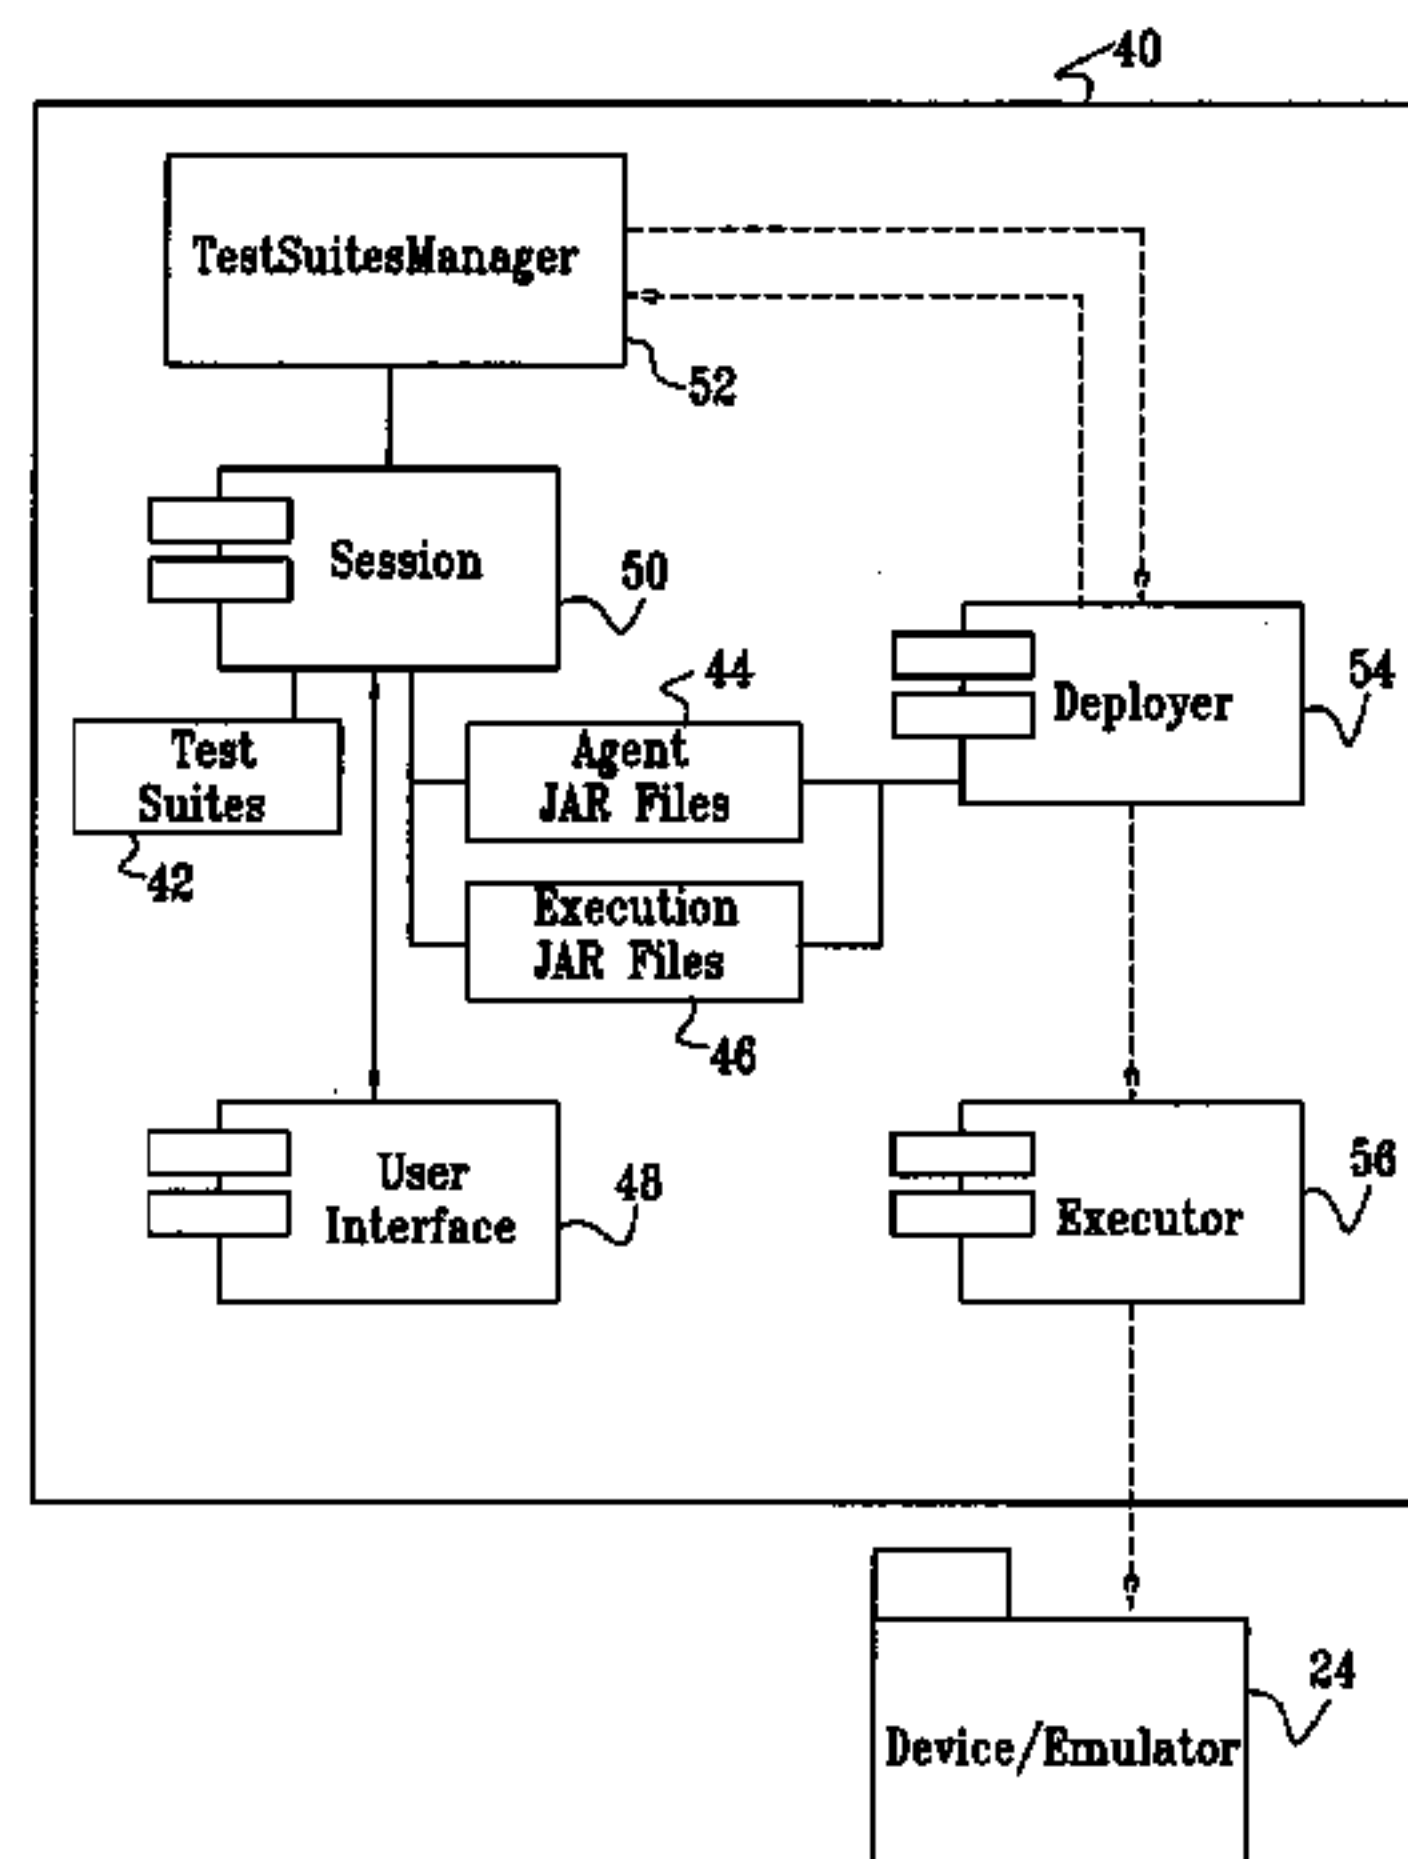 40
TestSuitesManager
52
Session
50
44
54
Test
Suites
Agent
JAR Files
Deployer
42
Execution
JAR Files
46
User
Interface
48
56
Executor
24
Device/Emulator